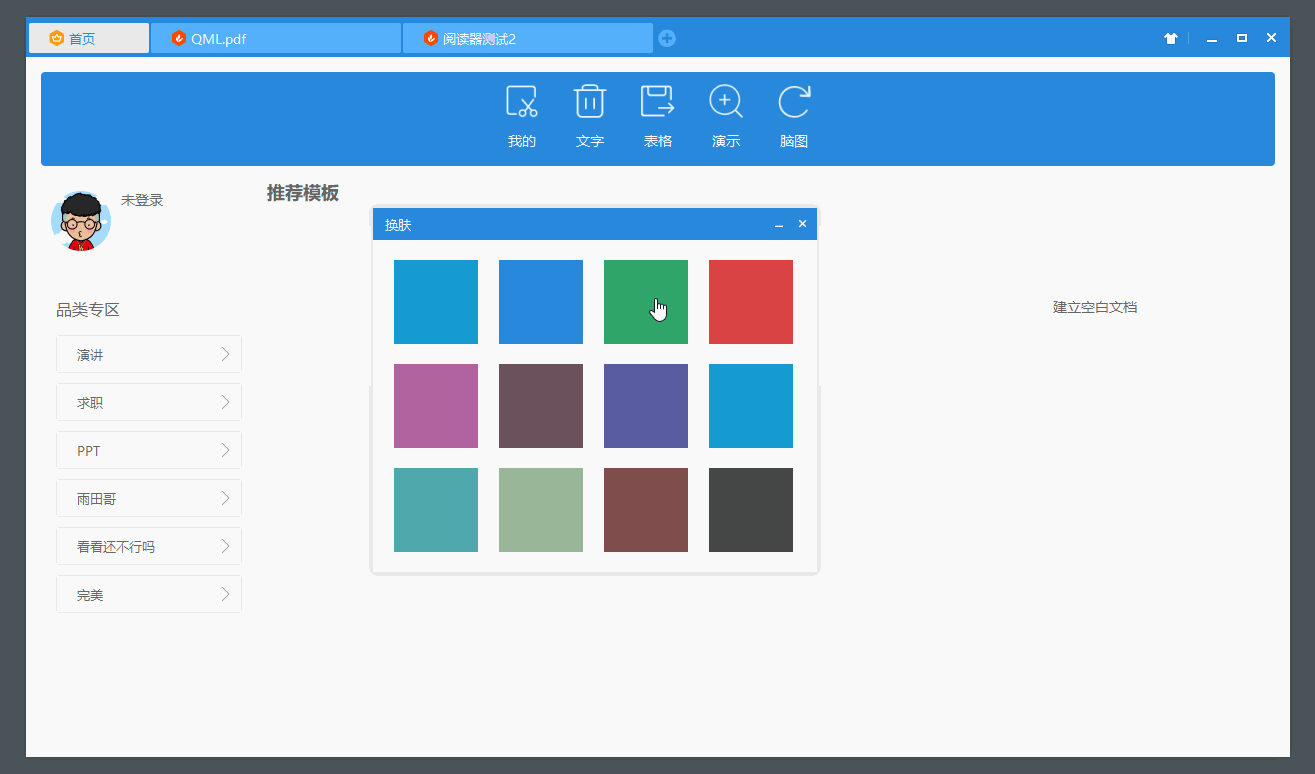 首页
QML.pdf
阅读器测试2
我的
文字
表格
演示
脑图
未登录
推荐模板
换肤
建立空白文档
品类专区
演讲
求职
PPT
雨田哥
看看还不行吗
完美